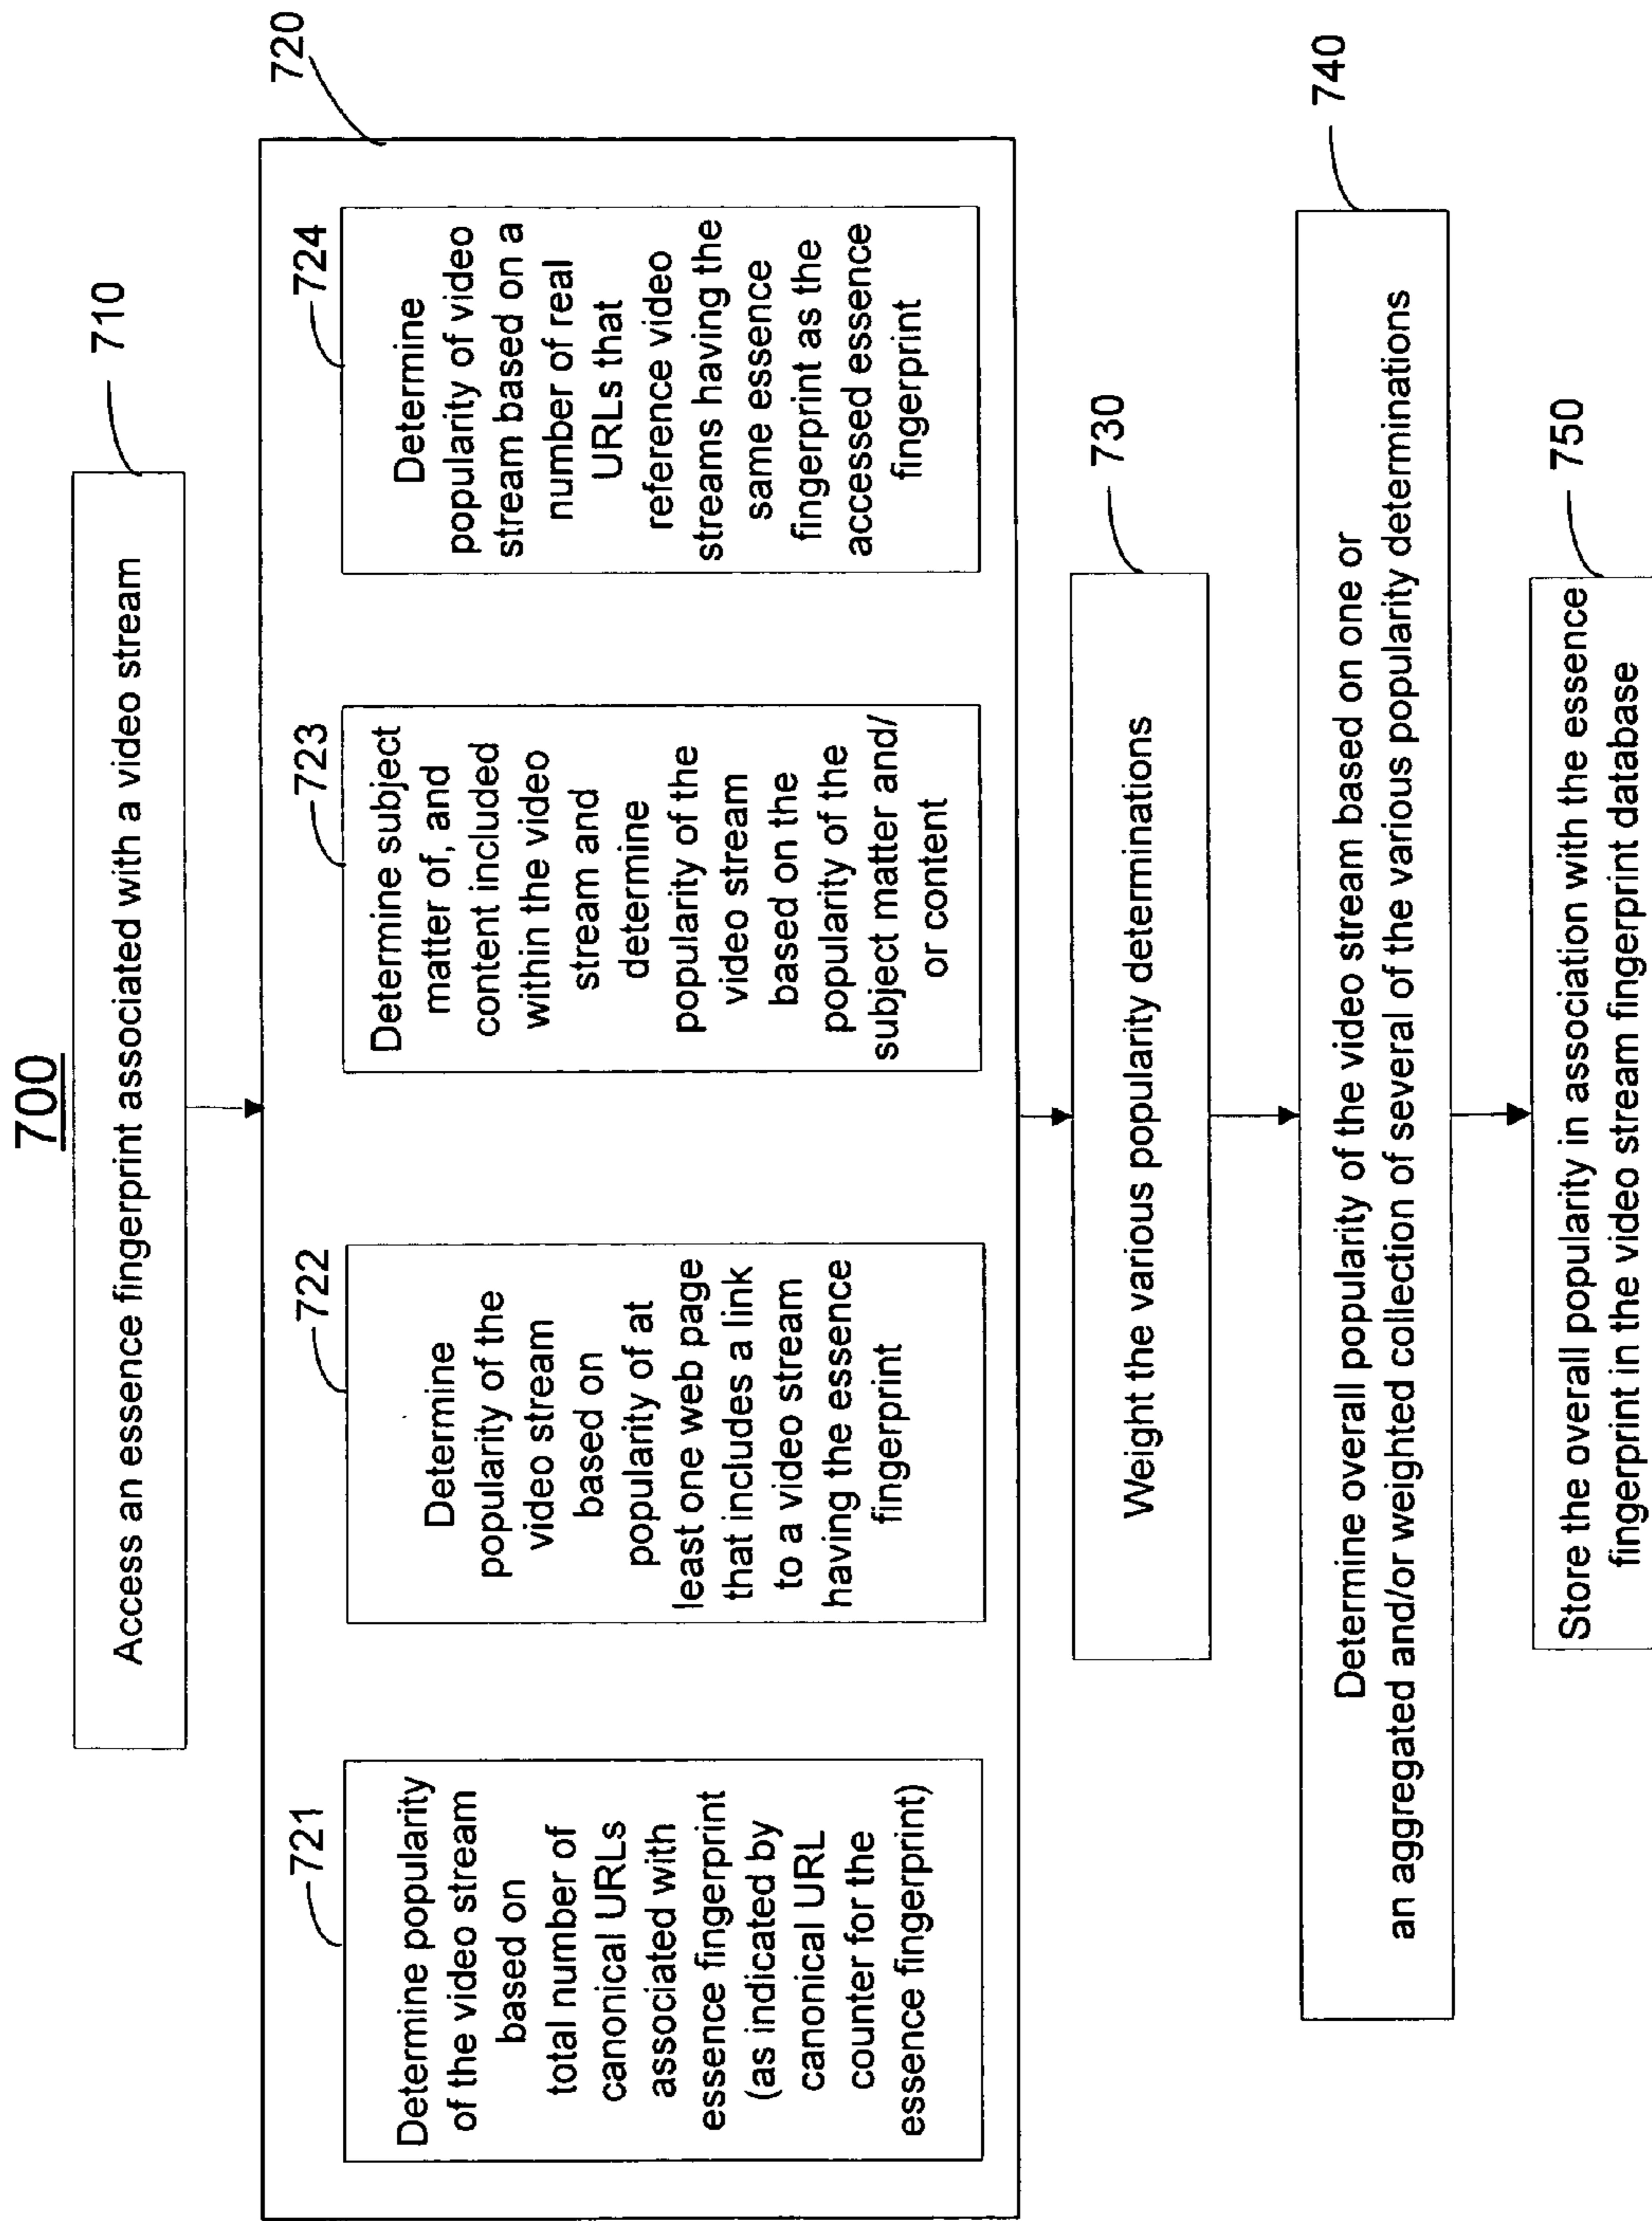 700
710
Access an essence fingerprint associated with a video stream
720
721
Determine popularity
of the video stream
based on
total number of
canonical URLs
associated with
essence fingerprint
(as indicated by
canonical URL
counter for the
essence fingerprint)
722
Determine
popularity of the
video stream
based on
popularity of at
least one web page
that includes a link
to a video stream
having the essence
fingerprint
723
Determine subject
matter of, and
content included
within the video
stream and
determine
popularity of the
video stream
based on the
popularity of the
subject matter and/
or content
724
Determine
popularity of video
stream based on a
number of real
URLs that
reference video
streams having the
same essence
fingerprint as the
accessed essence
fingerprint
730
Weight the various popularity determinations
740
Determine overall popularity of the video stream based on one or
an aggregated and/or weighted collection of several of the various popularity determinations
750
Store the overall popularity in association with the essence
fingerprint in the video stream fingerprint database